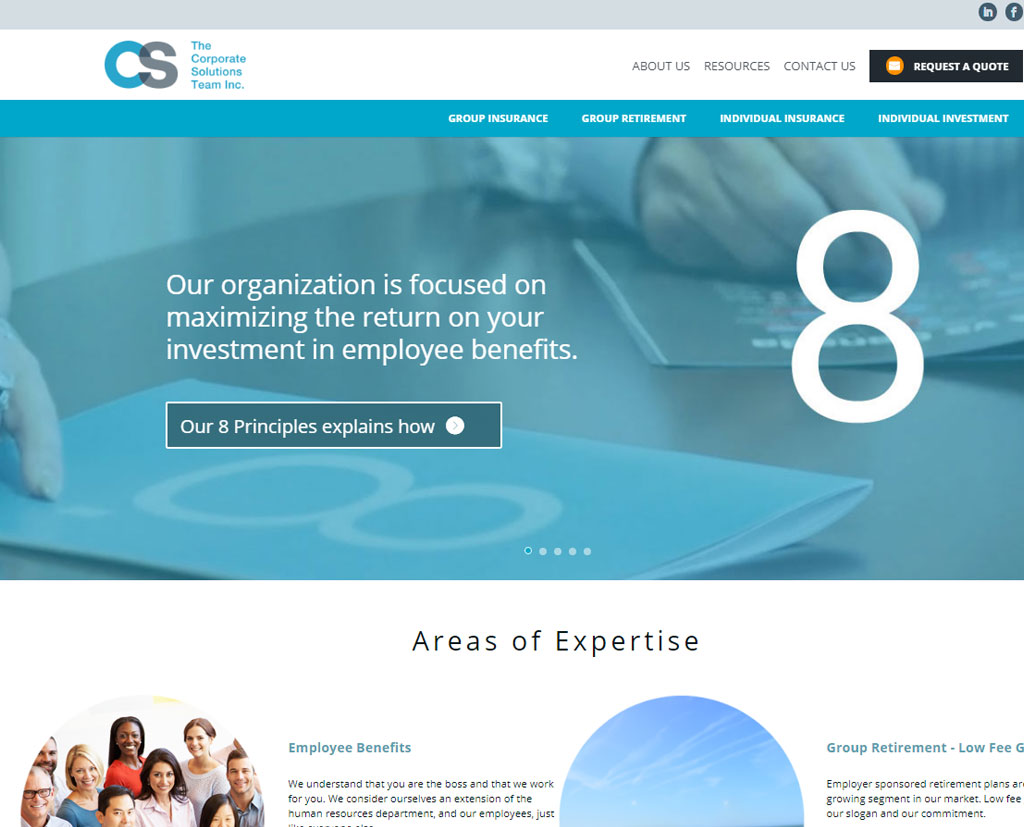 in f
The
Corporate
Solutions
Team Inc.
CS
ABOUT US RESOURCES CONTACT US REQUEST A QUOTE
GROUP INSURANCE GROUP RETIREMENT INDIVIDUAL INSURANCE INDIVIDUAL INVESTMENT
8
Our organization is focused on
maximizing the return on your
investment in employee benefits.
Our 8 Principles explains how
8
Areas of Expertise
Employee Benefits
We understand that you are the boss and that we work
for you. We consider ourselves an extension of the
human resources department, and our employees, just
like everyone else
Group Retirement - Low Fee G
Employer sponsored retirement plans are
growing segment in our market. Low fee
our slogan and our commitment.